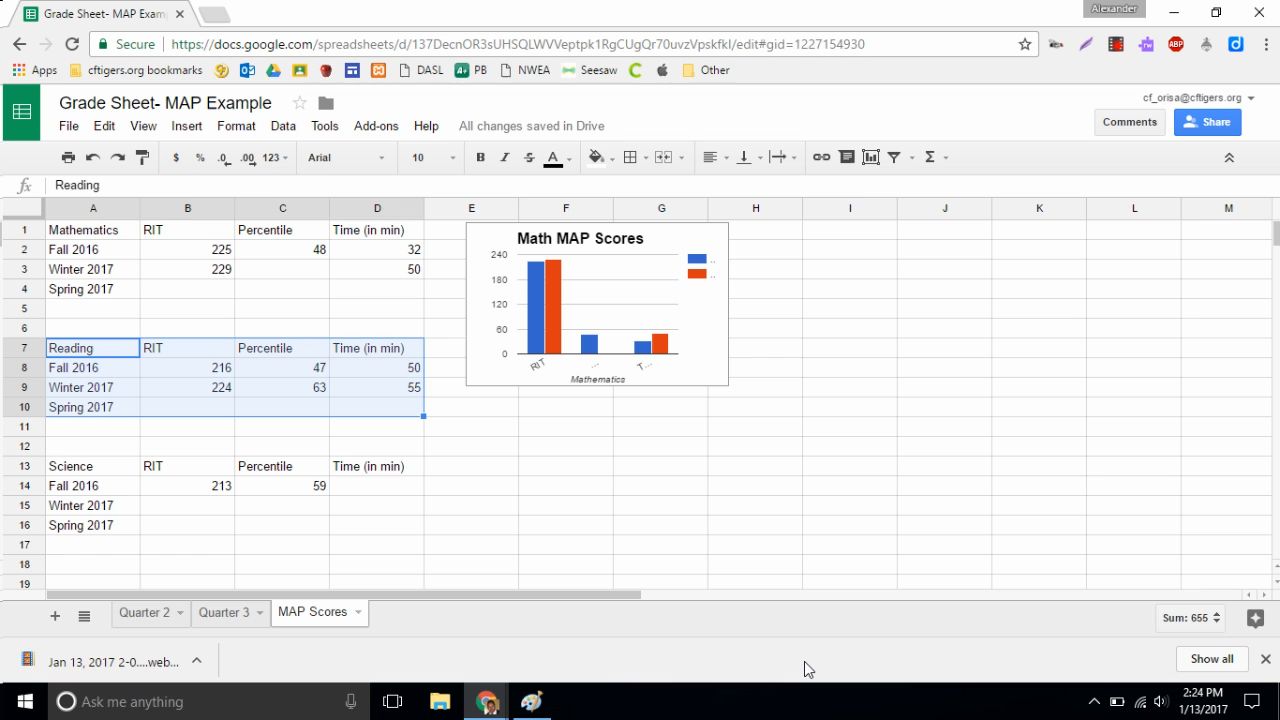 Grade Sheet- MAP Exam
Alexander
Secure
https://docs.google.com/spreadsheets/d/137DecnOR3sUHSQLWVVeptpk1RgCUgQr70uvzVpskfkI/edit#gid=1227154930
Apps cftigers.org bookmarks DASL PB NWEA Seesaw Other
Grade Sheet- MAP Example
cf_orisa@cftigers.org
File Edit View Insert Format Data Tools Add-ons Help All changes saved in Drive
Comments Share
$ % .0 .00 123 Arial 10 B I S A Σ
fx Reading
A B C D E F G H I J K L M
1 Mathematics RIT Percentile Time (in min)
2 Fall 2016 225 48 32
3 Winter 2017 229 50
4 Spring 2017
5
6
7 Reading RIT Percentile Time (in min)
8 Fall 2016 216 47 50
9 Winter 2017 224 63 55
10 Spring 2017
11
12
13 Science RIT Percentile Time (in min)
14 Fall 2016 213 59
15 Winter 2017
16 Spring 2017
17
18
19
Math MAP Scores
240
180
120
60
0
..
..
RIT ... T...
Mathematics
Quarter 2 Quarter 3 MAP Scores
Sum: 655
Jan 13, 2017 2-0....web...
Show all
Ask me anything
2:24 PM
1/13/2017